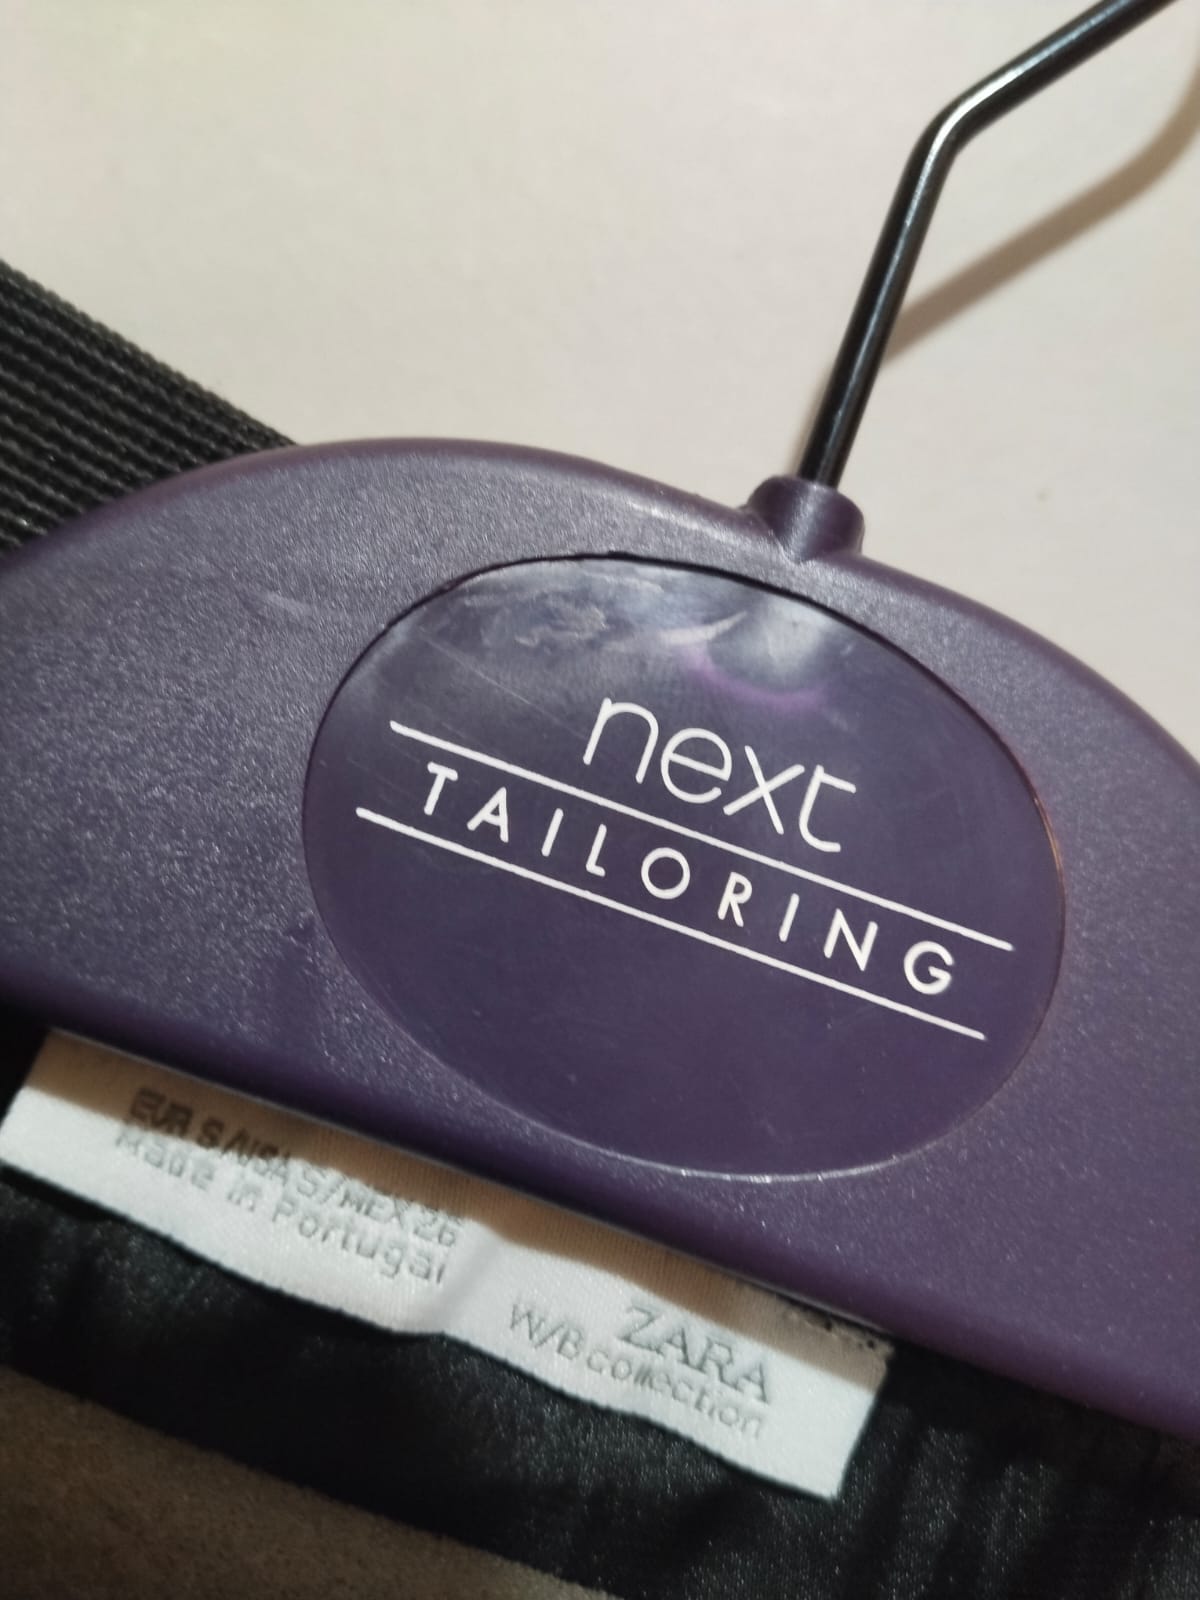 next
TAILORING
EUR S/USA S/MEX 26
Made in Portugal
ZARA
W/B collection